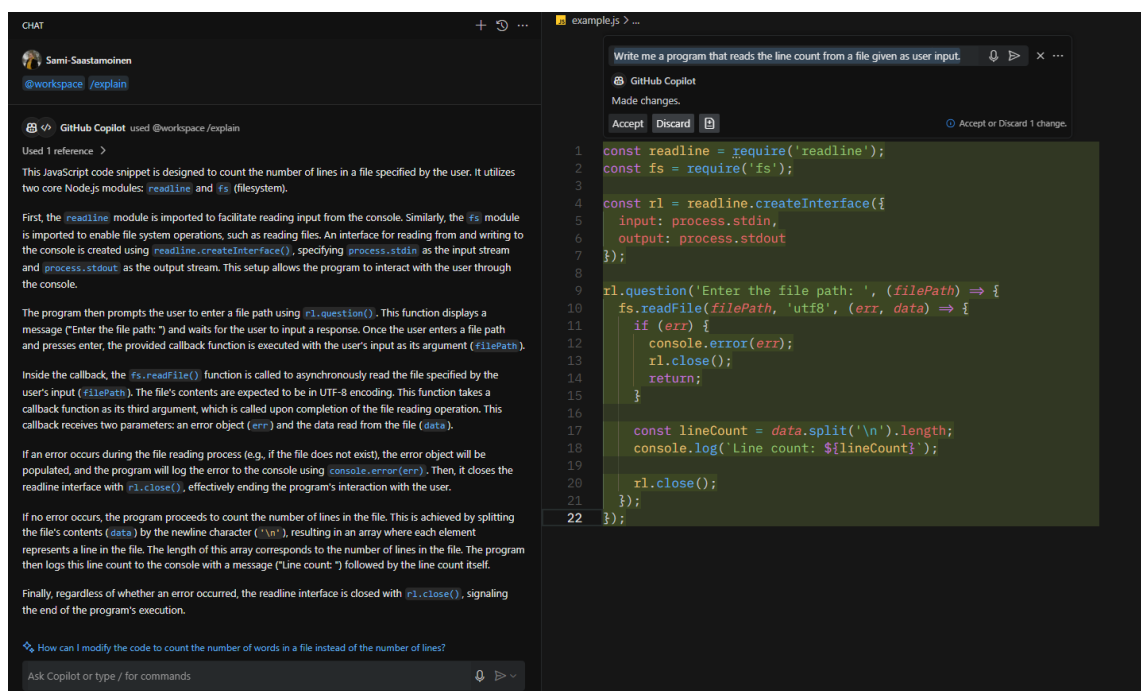 CHAT
Sami-Saastamoinen
@workspace /explain
GitHub Copilot used @workspace /explain
Used 1 reference >
This JavaScript code snippet is designed to count the number of lines in a file specified by the user. It utilizes
two core Node.js modules: readline and fs (filesystem).
First, the readline module is imported to facilitate reading input from the console. Similarly, the fs module
is imported to enable file system operations, such as reading files. An interface for reading from and writing to
the console is created using readline.createInterface(), specifying process.stdin as the input stream
and process.stdout as the output stream. This setup allows the program to interact with the user through
the console.
The program then prompts the user to enter a file path using rl.question(). This function displays a
message ("Enter the file path: ") and waits for the user to input a response. Once the user enters a file path
and presses enter, the provided callback function is executed with the user's input as its argument (filePath).
Inside the callback, the fs.readFile() function is called to asynchronously read the file specified by the
user's input (filePath). The file's contents are expected to be in UTF-8 encoding. This function takes a
callback function as its third argument, which is called upon completion of the file reading operation. This
callback receives two parameters: an error object (err) and the data read from the file (data).
If an error occurs during the file reading process (e.g., if the file does not exist), the error object will be
populated, and the program will log the error to the console using console.error(err). Then, it closes the
readline interface with rl.close(), effectively ending the program's interaction with the user.
If no error occurs, the program proceeds to count the number of lines in the file. This is achieved by splitting
the file's contents (data) by the newline character ('\n'), resulting in an array where each element
represents a line in the file. The length of this array corresponds to the number of lines in the file. The program
then logs this line count to the console with a message ("Line count: ") followed by the line count itself.
Finally, regardless of whether an error occurred, the readline interface is closed with rl.close(), signaling
the end of the program's execution.
How can I modify the code to count the number of words in a file instead of the number of lines?
Ask Copilot or type / for commands
JS example.js > ...
Write me a program that reads the line count from a file given as user input.
GitHub Copilot
Made changes.
Accept Discard
Accept or Discard 1 change.
1 const readline = require('readline');
2 const fs = require('fs');
3
4 const rl = readline.createInterface({
5 input: process.stdin,
6 output: process.stdout
7 });
8
9 rl.question('Enter the file path: ', (filePath) => {
10 fs.readFile(filePath, 'utf8', (err, data) => {
11 if (err) {
12 console.error(err);
13 rl.close();
14 return;
15 }
16
17 const lineCount = data.split('\n').length;
18 console.log(`Line count: ${lineCount}`);
19
20 rl.close();
21 });
22 });